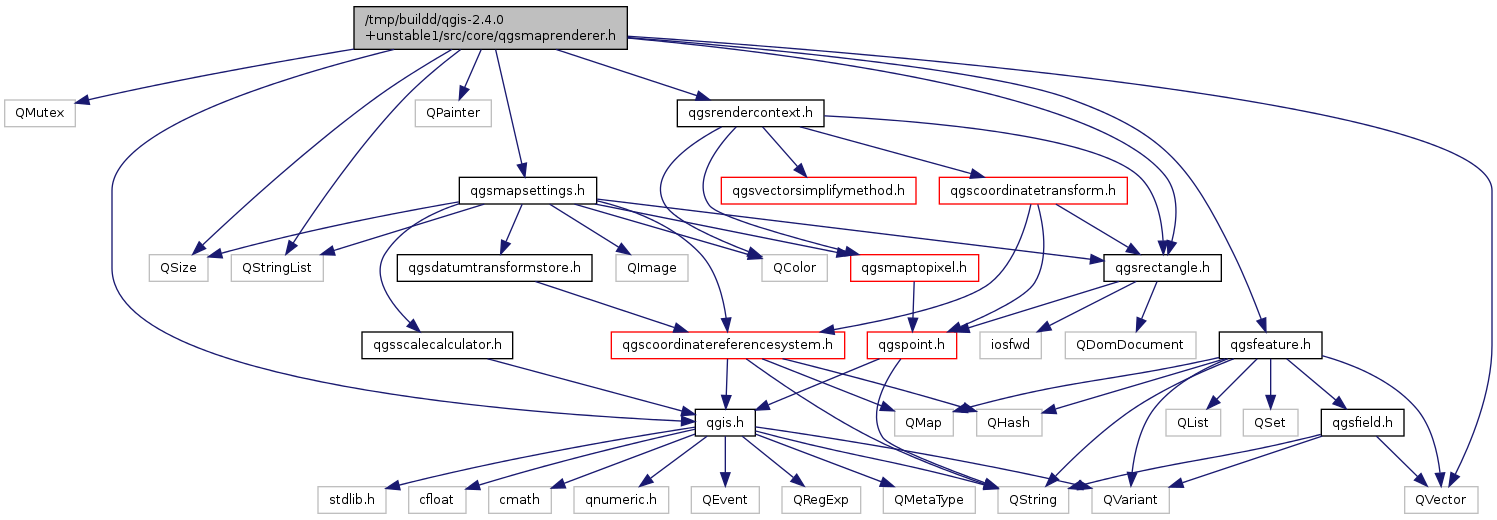 /tmp/buildd/qgis-2.4.0
+unstable1/src/core/qgsmaprenderer.h
QMutex
QPainter
qgsrendercontext.h
qgsmapsettings.h
qgsvectorsimplifymethod.h
qgscoordinatetransform.h
QSize
QStringList
qgsdatumtransformstore.h
QImage
QColor
qgsmaptopixel.h
qgsrectangle.h
qgsscalecalculator.h
qgscoordinatereferencesystem.h
qgspoint.h
iosfwd
QDomDocument
qgsfeature.h
qgis.h
QMap
QHash
QList
QSet
qgsfield.h
stdlib.h
cfloat
cmath
qnumeric.h
QEvent
QRegExp
QMetaType
QString
QVariant
QVector